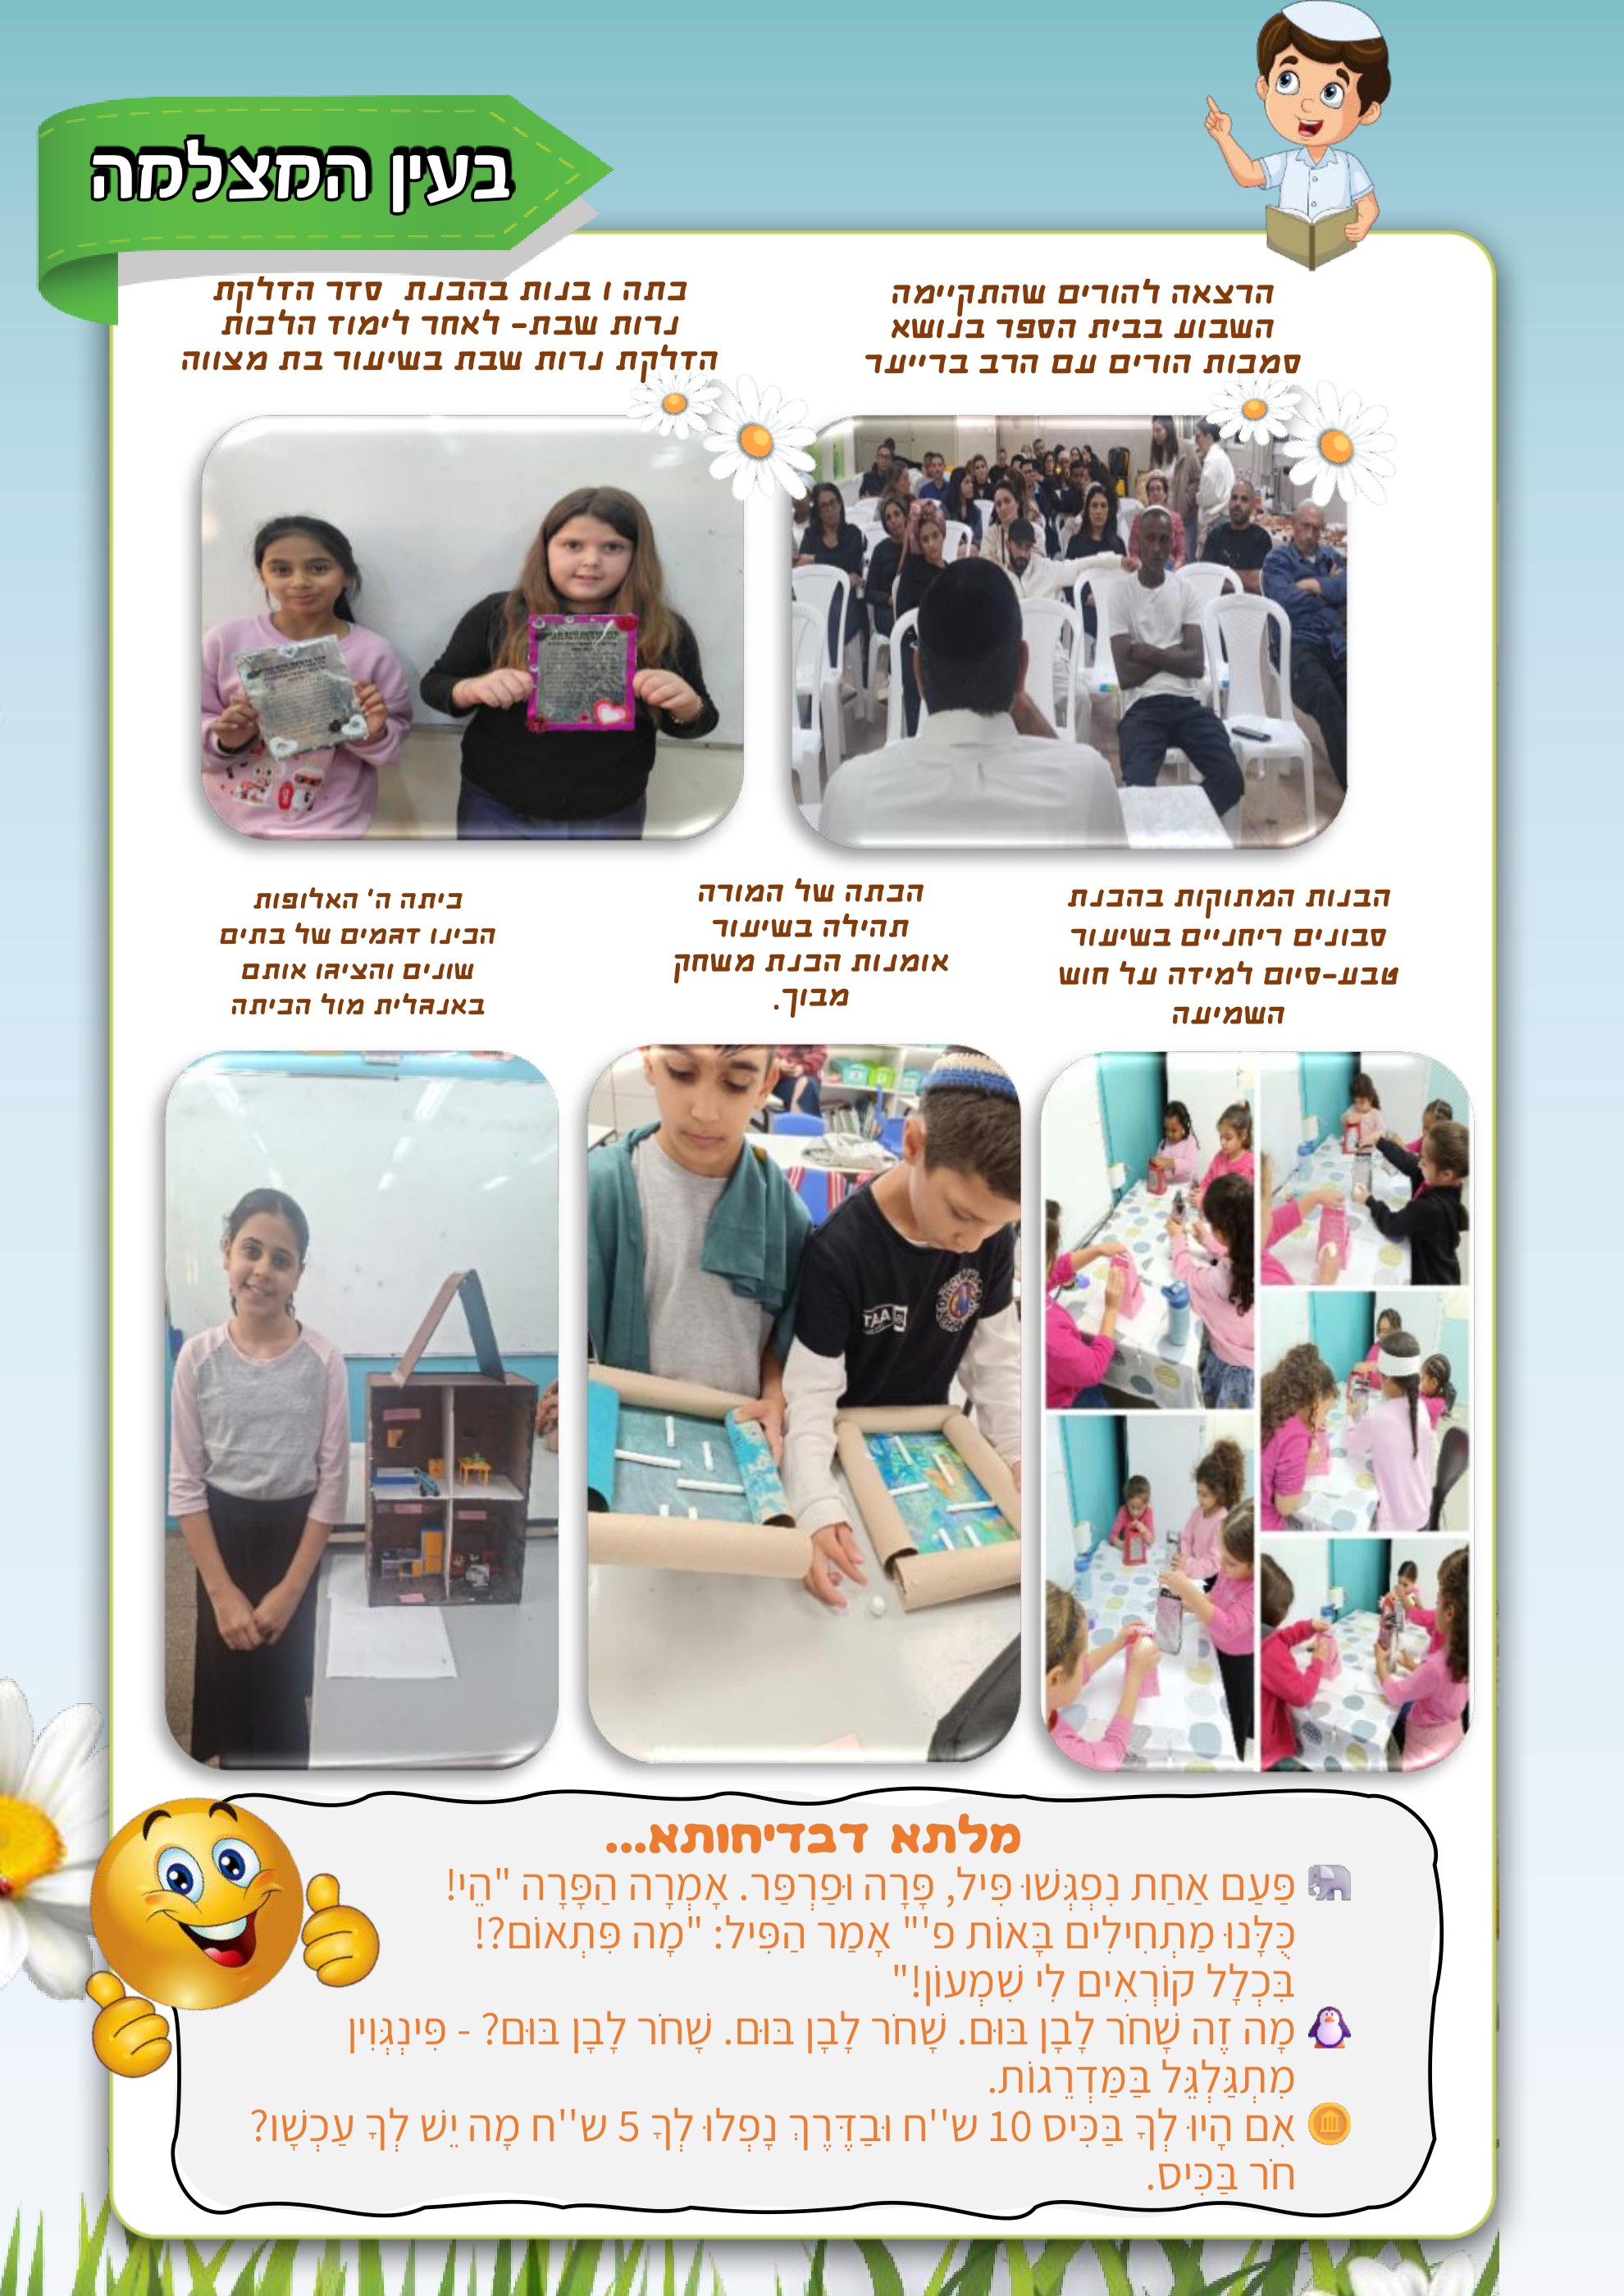 בעין המצלמה
הרצאה להורים שהתקיימה
השבוע בבית הספר בנושא
סמכות הורים עם הרב ברייער
כתה ו בנות בהכנת סדר הדלקת
נרות שבת- לאחר לימוד הלכות
הדלקת נרות שבת בשיעור בת מצווה
הבנות המתוקות בהכנת
סבונים ריחניים בשיעור
טבע-סיום למידה על חוש
השמיעה
הכתה של המורה
תהילה בשיעור
אומנות הכנת משחק
מבוך.
כיתה ה' האלופות
הכינו דגמים של בתים
שונים והציגו אותם
באנגלית מול הכיתה
TAA
מלתא דבדיחותא...
פַּעַם אַחַת נִפְגְּשׁוּ פִּיל, פָּרָה וּפַרְפַּר. אָמְרָה הַפָּרָה "הֵי!
כֻּלָּנוּ מַתְחִילִים בָּאוֹת פ'" אָמַר הַפִּיל: "מָה פִּתְאוֹם?!
בִּכְלָל קוֹרְאִים לִי שִׁמְעוֹן!"
מָה זֶה שָׁחֹר לָבָן בּוּם. שָׁחֹר לָבָן בּוּם. שָׁחֹר לָבָן בּוּם? - פִּינְגְּוִין
מִתְגַּלְגֵּל בַּמַּדְרֵגוֹת.
אִם הָיוּ לְךָ בַּכִּיס 10 ש''ח וּבַדֶּרֶךְ נָפְלוּ לְךָ 5 ש''ח מָה יֵשׁ לְךָ עַכְשָׁו?
חֹר בַּכִּיס.